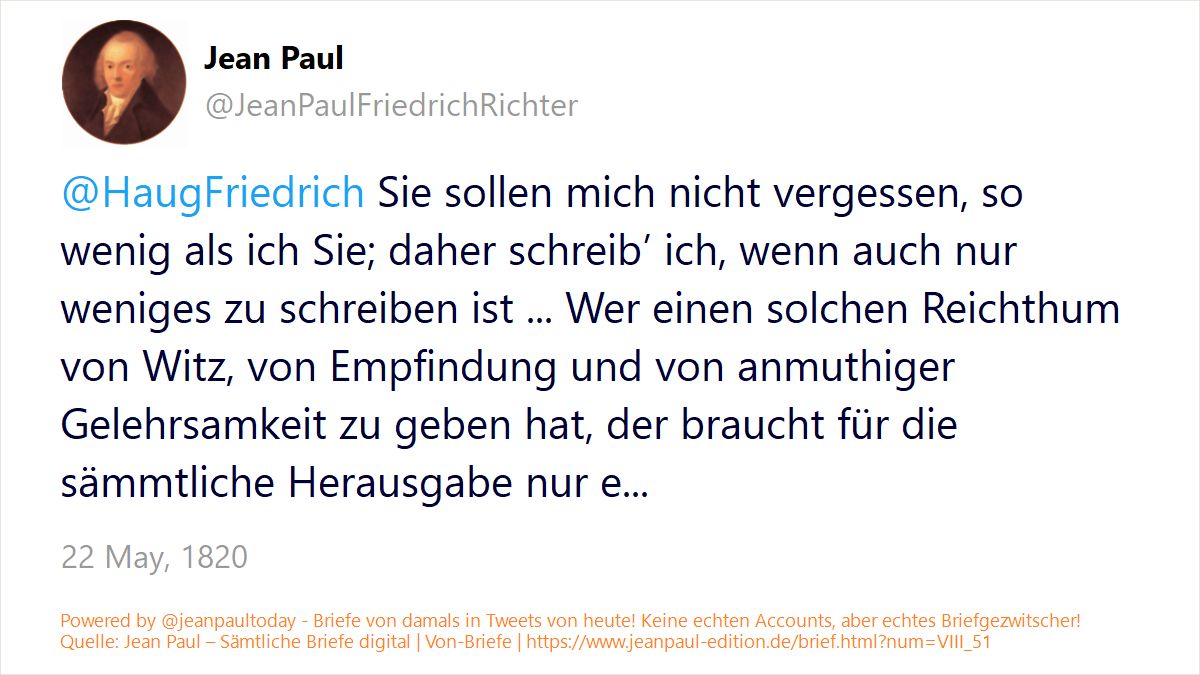 Jean Paul
@JeanPaulFriedrichRichter
@HaugFriedrich Sie sollen mich nicht vergessen, so
wenig als ich Sie; daher schreib’ ich, wenn auch nur
weniges zu schreiben ist ... Wer einen solchen Reichthum
von Witz, von Empfindung und von anmuthiger
Gelehrsamkeit zu geben hat, der braucht für die
sämmtliche Herausgabe nur e...
22 May, 1820
Powered by @jeanpaultoday - Briefe von damals in Tweets von heute! Keine echten Accounts, aber echtes Briefgezwitscher!
Quelle: Jean Paul – Sämtliche Briefe digital | Von-Briefe | https://www.jeanpaul-edition.de/brief.html?num=VIII_51